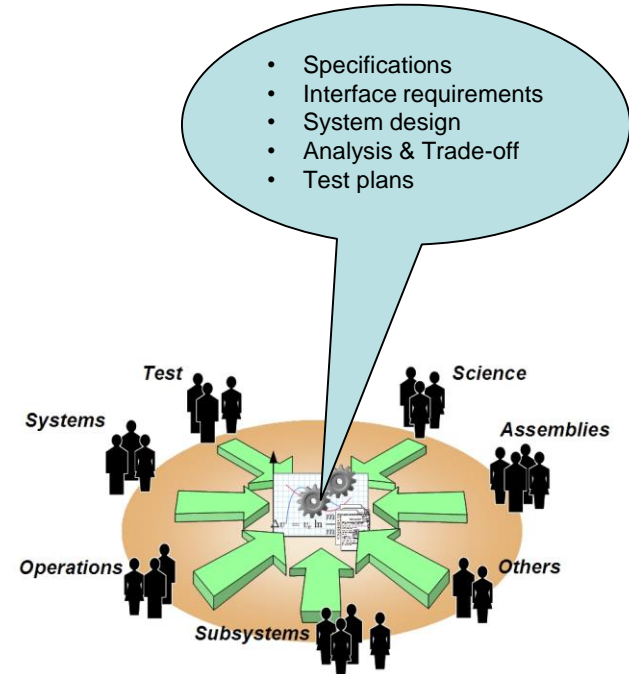 • Specifications
• Interface requirements
• System design
• Analysis & Trade-off
• Test plans
Test
Science
Systems
Assemblies
Operations
Others
Subsystems